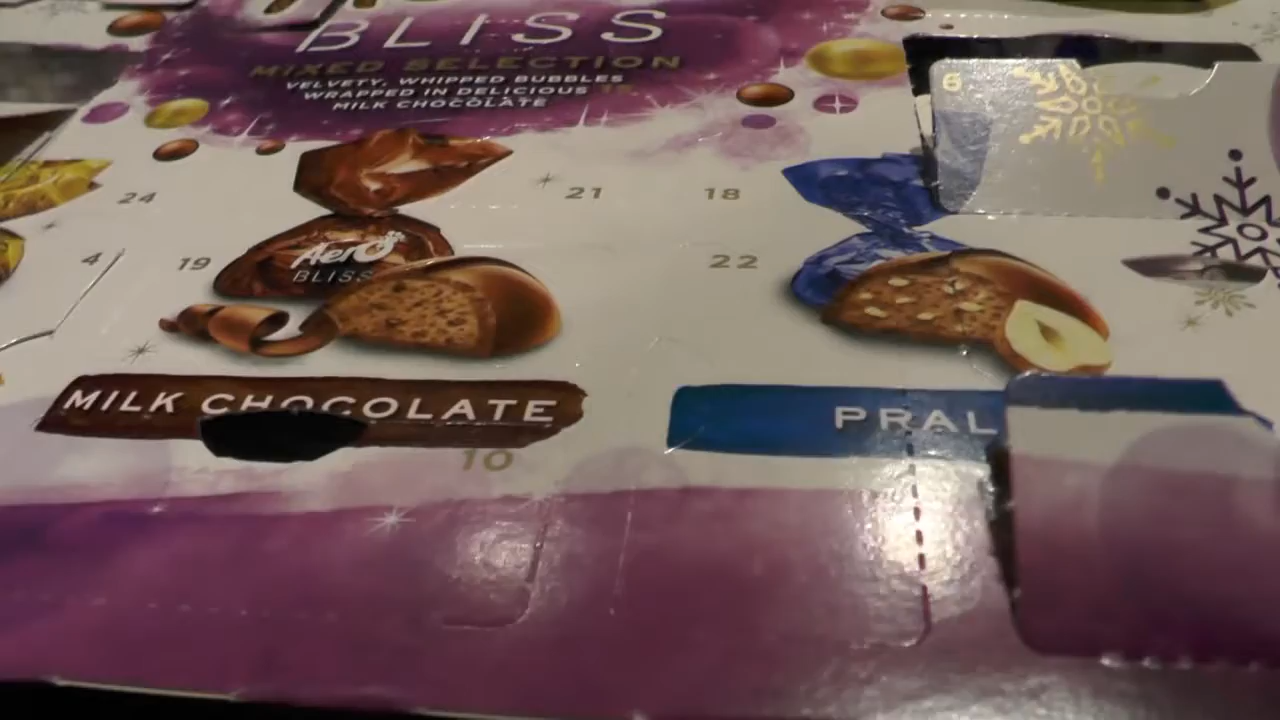 BLISS
MIXED SELECTION
VELVETY, WHIPPED BUBBLES
WRAPPED IN DELICIOUS
MILK CHOCOLATE
6
24
21
18
4
19
Aero
BLISS
22
MILK CHOCOLATE
PRAL
10